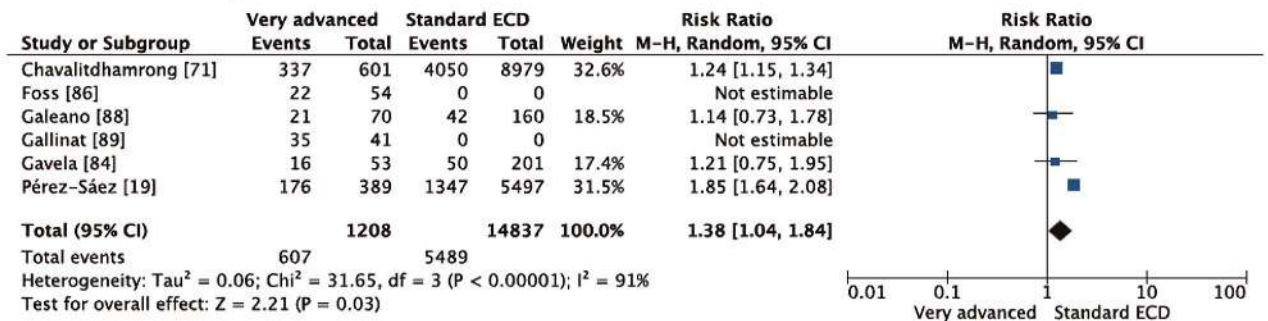 Very advanced Standard ECD Risk Ratio Risk Ratio
Study or Subgroup Events Total Events Total Weight M-H, Random, 95% CI M-H, Random, 95% CI
Chavalitdhamrong [71] 337 601 4050 8979 32.6% 1.24 [1.15, 1.34]
Foss [86] 22 54 0 0 Not estimable
Galeano [88] 21 70 42 160 18.5% 1.14 [0.73, 1.78]
Gallinat [89] 35 41 0 0 Not estimable
Gavela [84] 16 53 50 201 17.4% 1.21 [0.75, 1.95]
Pérez-Sáez [19] 176 389 1347 5497 31.5% 1.85 [1.64, 2.08]
Total (95% CI) 1208 14837 100.0% 1.38 [1.04, 1.84]
Total events 607 5489
Heterogeneity: Tau² = 0.06; Chi² = 31.65, df = 3 (P < 0.00001); I² = 91%
Test for overall effect: Z = 2.21 (P = 0.03)
0.01 0.1 1 10 100
Very advanced Standard ECD